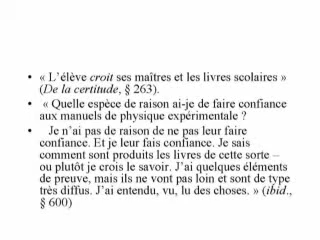 • « L’élève croit ses maîtres et les livres scolaires »
(De la certitude, § 263).
• « Quelle espèce de raison ai-je de faire confiance
aux manuels de physique expérimentale ?
• Je n’ai pas de raison de ne pas leur faire
confiance. Et je leur fais confiance. Je sais
comment sont produits les livres de cette sorte –
ou plutôt je crois le savoir. J’ai quelques éléments
de preuve, mais ils ne vont pas loin et sont de type
très diffus. J’ai entendu, vu, lu des choses. » (ibid.,
§ 600)